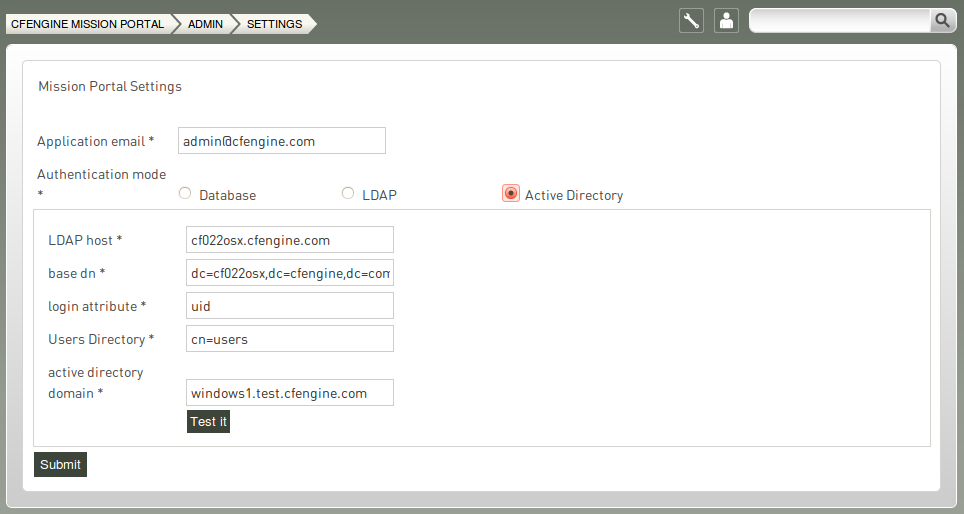 CFENGINE MISSION PORTAL ADMIN SETTINGS
Mission Portal Settings
Application email * admin@cfengine.com
Authentication mode
* Database LDAP Active Directory
LDAP host * cf022osx.cfengine.com
base dn * dc=cf022osx,dc=cfengine,dc=com
login attribute * uid
Users Directory * cn=users
active directory
domain * windows1.test.cfengine.com
Test it
Submit